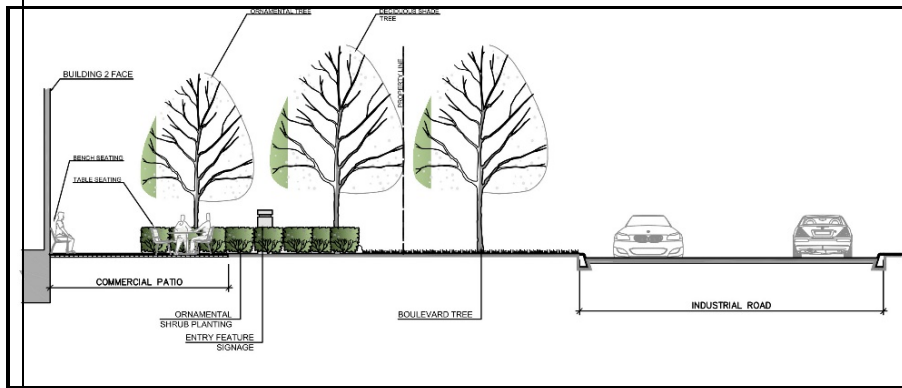 ORNAMENTAL TREE
DECIDUOUS SHADE
TREE
BUILDING 2 FACE
PROPERTY LINE
BENCH SEATING
TABLE SEATING
COMMERCIAL PATIO
ORNAMENTAL
SHRUB PLANTING
ENTRY FEATURE
SIGNAGE
BOULEVARD TREE
INDUSTRIAL ROAD